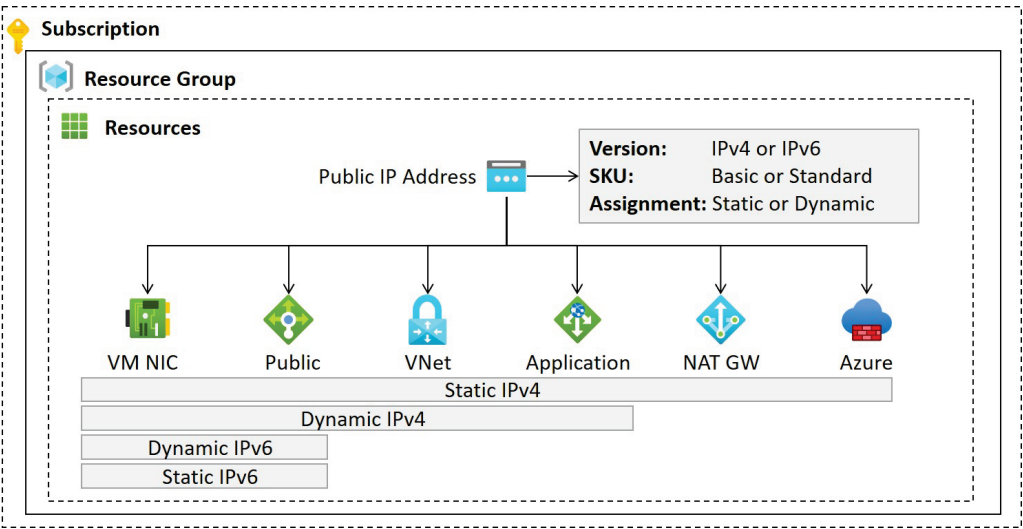 Subscription
Resource Group
Resources
Public IP Address
Version: IPv4 or IPv6
SKU: Basic or Standard
Assignment: Static or Dynamic
VM NIC
Public
VNet
Application
NAT GW
Azure
Static IPv4
Dynamic IPv4
Dynamic IPv6
Static IPv6